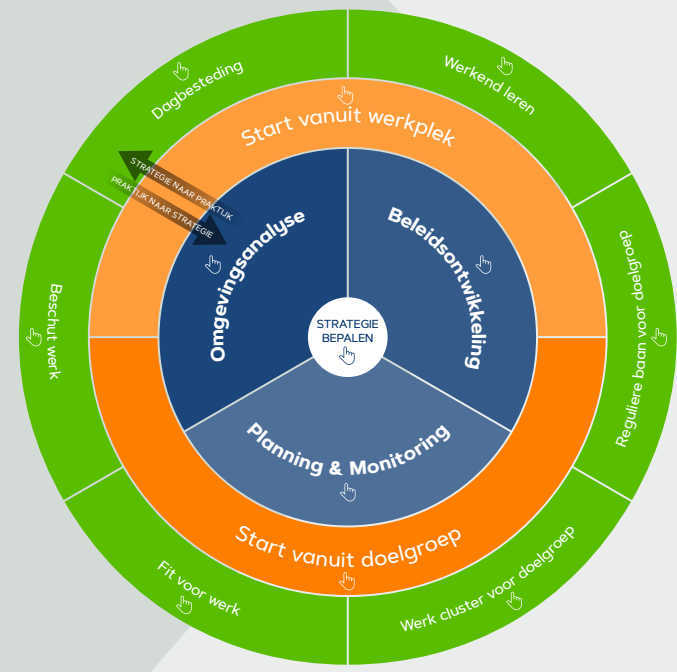 Dagbesteding
Werkend leren
Start vanuit werkplek
STRATEGIE NAAR PRAKTIJK
PRAKTIJK NAAR STRATEGIE
Omgevingsanalyse
Beleidsontwikkeling
Beschut werk
Reguliere baan voor doelgroep
STRATEGIE
BEPALEN
Planning & Monitoring
Start vanuit doelgroep
Fit voor werk
Werk cluster voor doelgroep